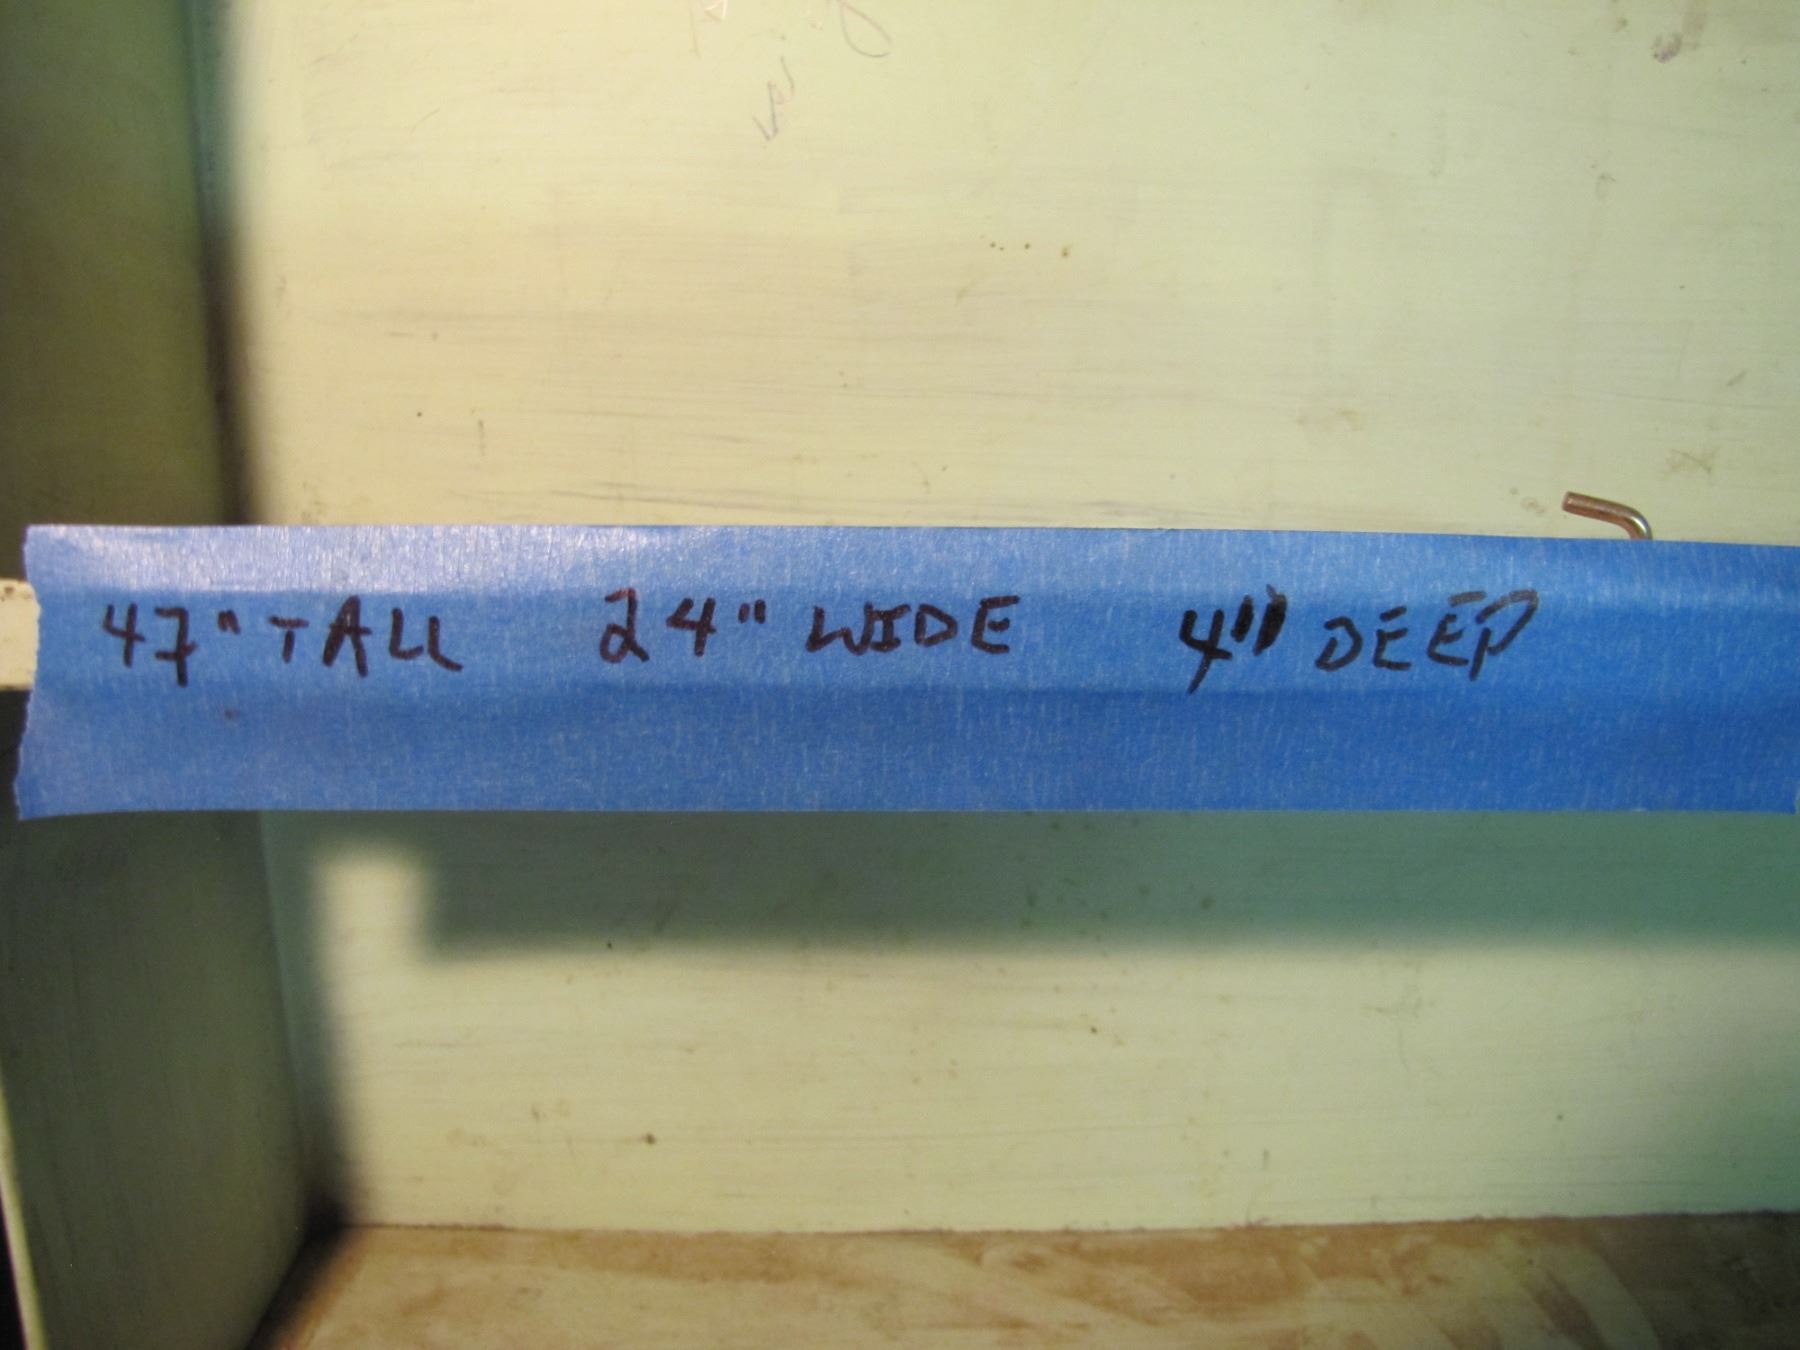 47" TALL 24" WIDE 4" DEEP